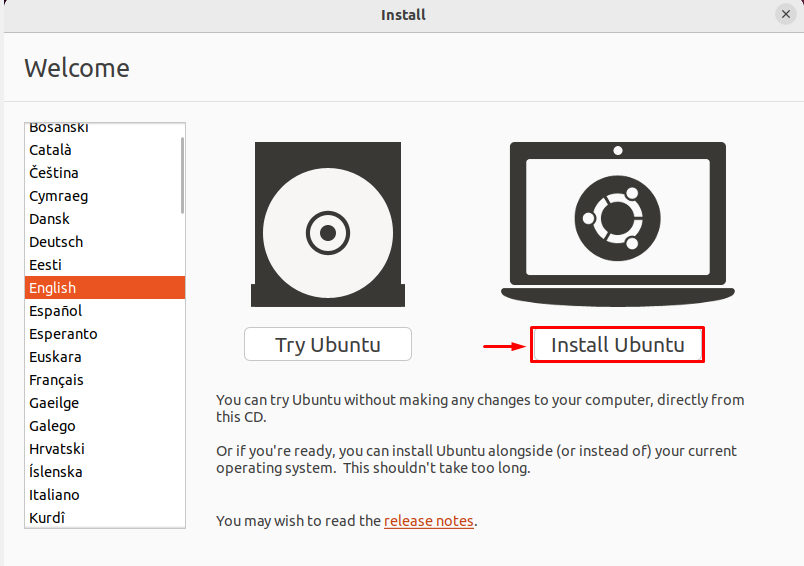 Install
Welcome
Bosanski
Català
Čeština
Cymraeg
Dansk
Deutsch
Eesti
English
Español
Esperanto
Euskara
Français
Gaeilge
Galego
Hrvatski
Íslenska
Italiano
Kurdî
Try Ubuntu
Install Ubuntu
You can try Ubuntu without making any changes to your computer, directly from
this CD.
Or if you're ready, you can install Ubuntu alongside (or instead of) your current
operating system. This shouldn't take too long.
You may wish to read the release notes.